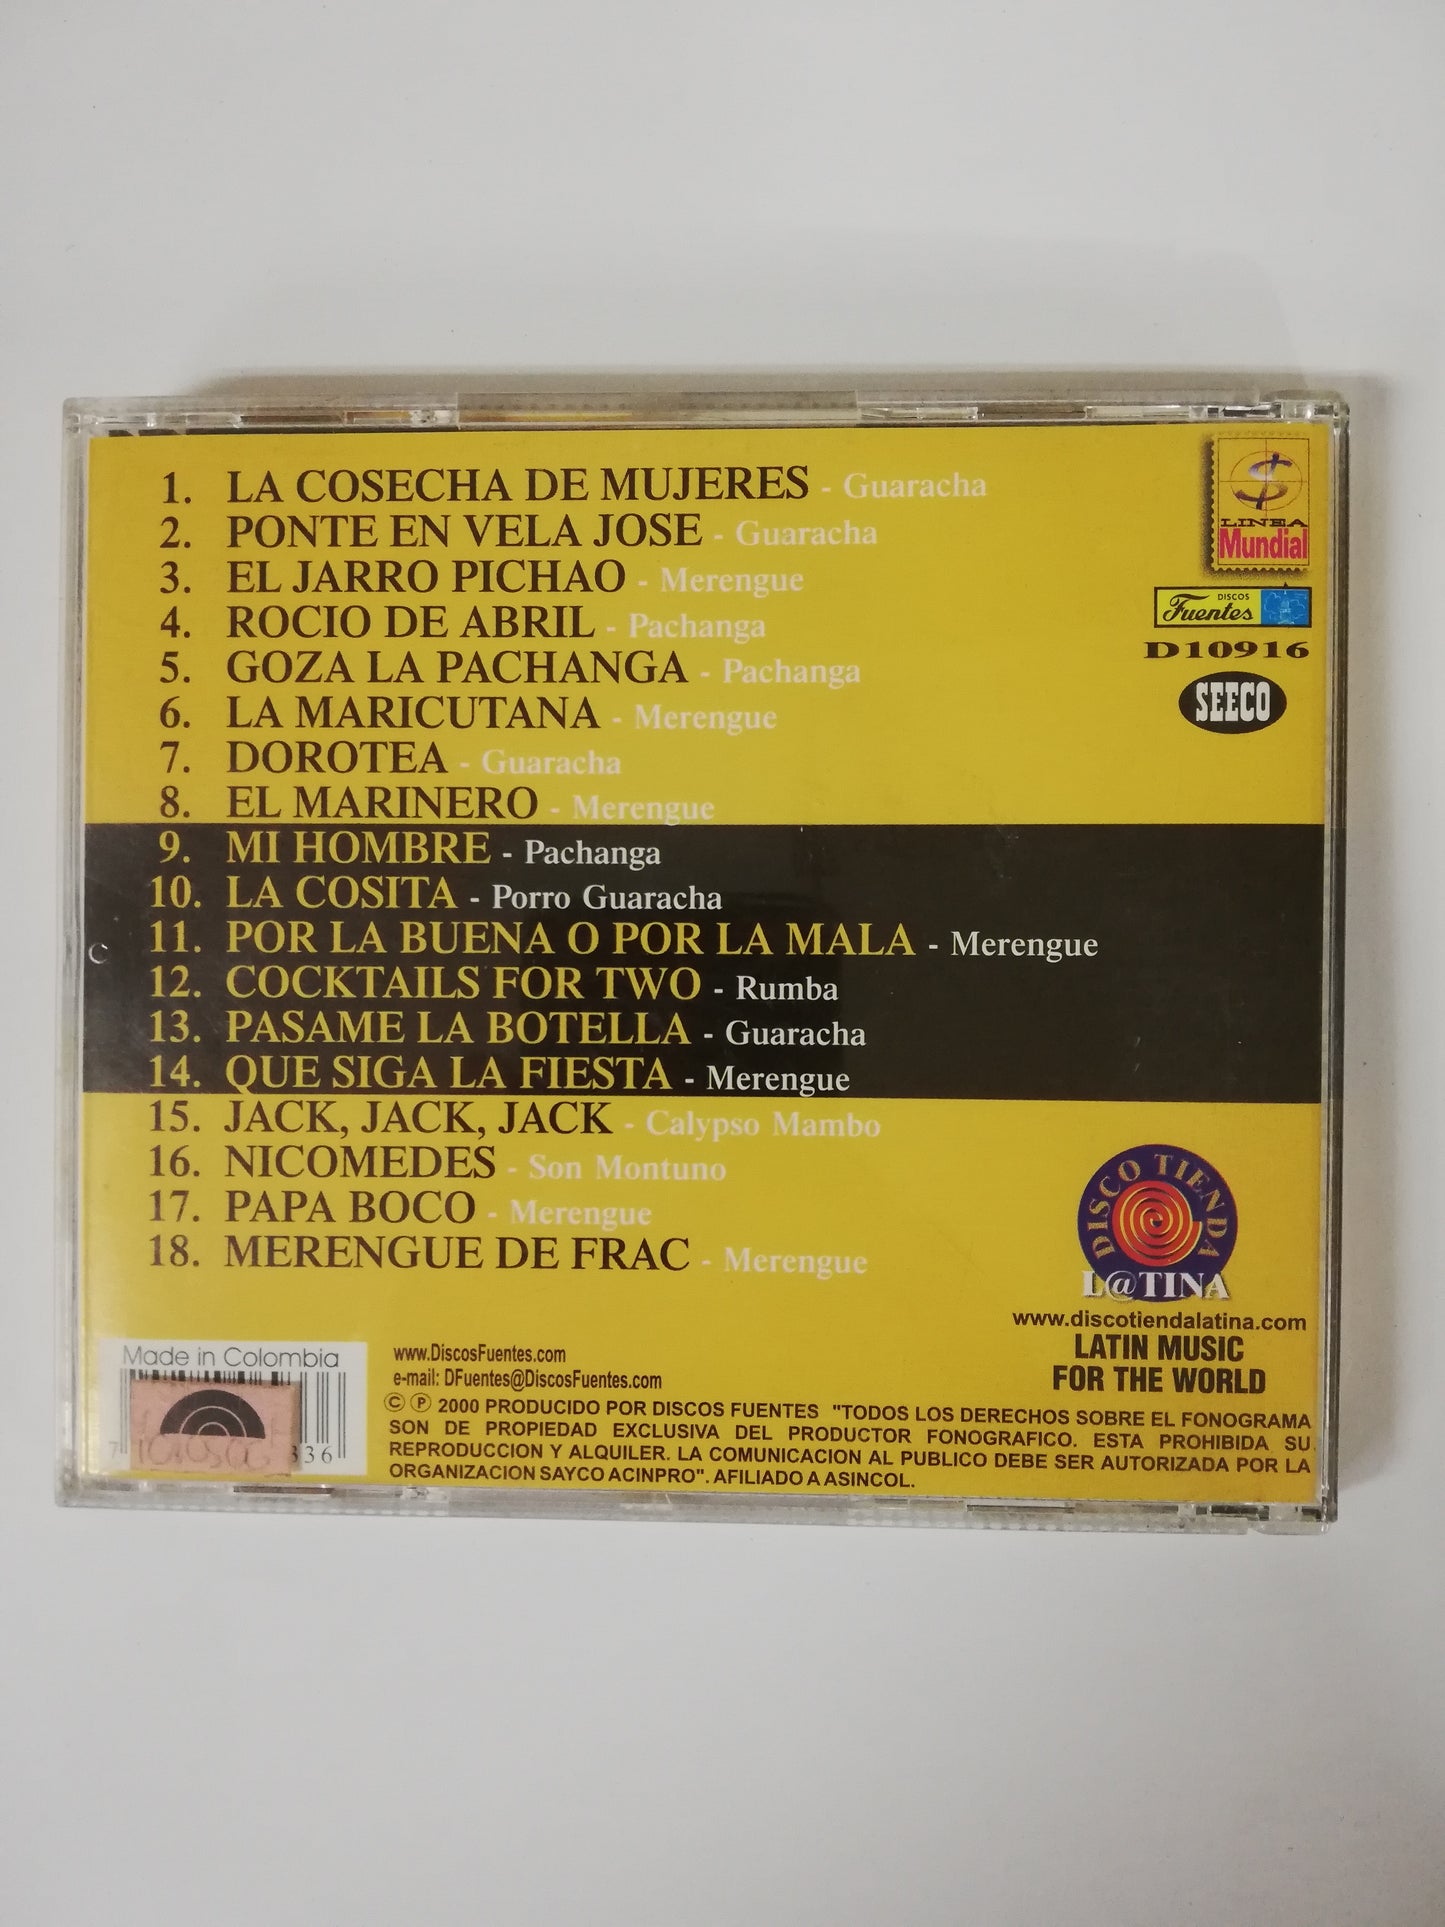 1. LA COSECHA DE MUJERES - Guaracha
2. PONTE EN VELA JOSE - Guaracha
3. EL JARRO PICHAO - Merengue
4. ROCIO DE ABRIL - Pachanga
5. GOZA LA PACHANGA - Pachanga
6. LA MARICUTANA - Merengue
7. DOROTEA - Guaracha
8. EL MARINERO - Merengue
9. MI HOMBRE - Pachanga
10. LA COSITA - Porro Guaracha
11. POR LA BUENA O POR LA MALA - Merengue
12. COCKTAILS FOR TWO - Rumba
13. PASAME LA BOTELLA - Guaracha
14. QUE SIGA LA FIESTA - Merengue
15. JACK, JACK, JACK - Calypso Mambo
16. NICOMEDES - Son Montuno
17. PAPA BOCO - Merengue
18. MERENGUE DE FRAC - Merengue
$
LINEA
Mundial
DISCOS
Fuentes
D10916
SEECO
DISCO TIENDA
L@TINA
www.discotiendalatina.com
LATIN MUSIC
FOR THE WORLD
Made in Colombia
7 336
www.DiscosFuentes.com
e-mail: DFuentes@DiscosFuentes.com
© ℗ 2000 PRODUCIDO POR DISCOS FUENTES "TODOS LOS DERECHOS SOBRE EL FONOGRAMA
SON DE PROPIEDAD EXCLUSIVA DEL PRODUCTOR FONOGRAFICO. ESTA PROHIBIDA SU
REPRODUCCION Y ALQUILER. LA COMUNICACION AL PUBLICO DEBE SER AUTORIZADA POR LA
ORGANIZACION SAYCO ACINPRO". AFILIADO A ASINCOL.